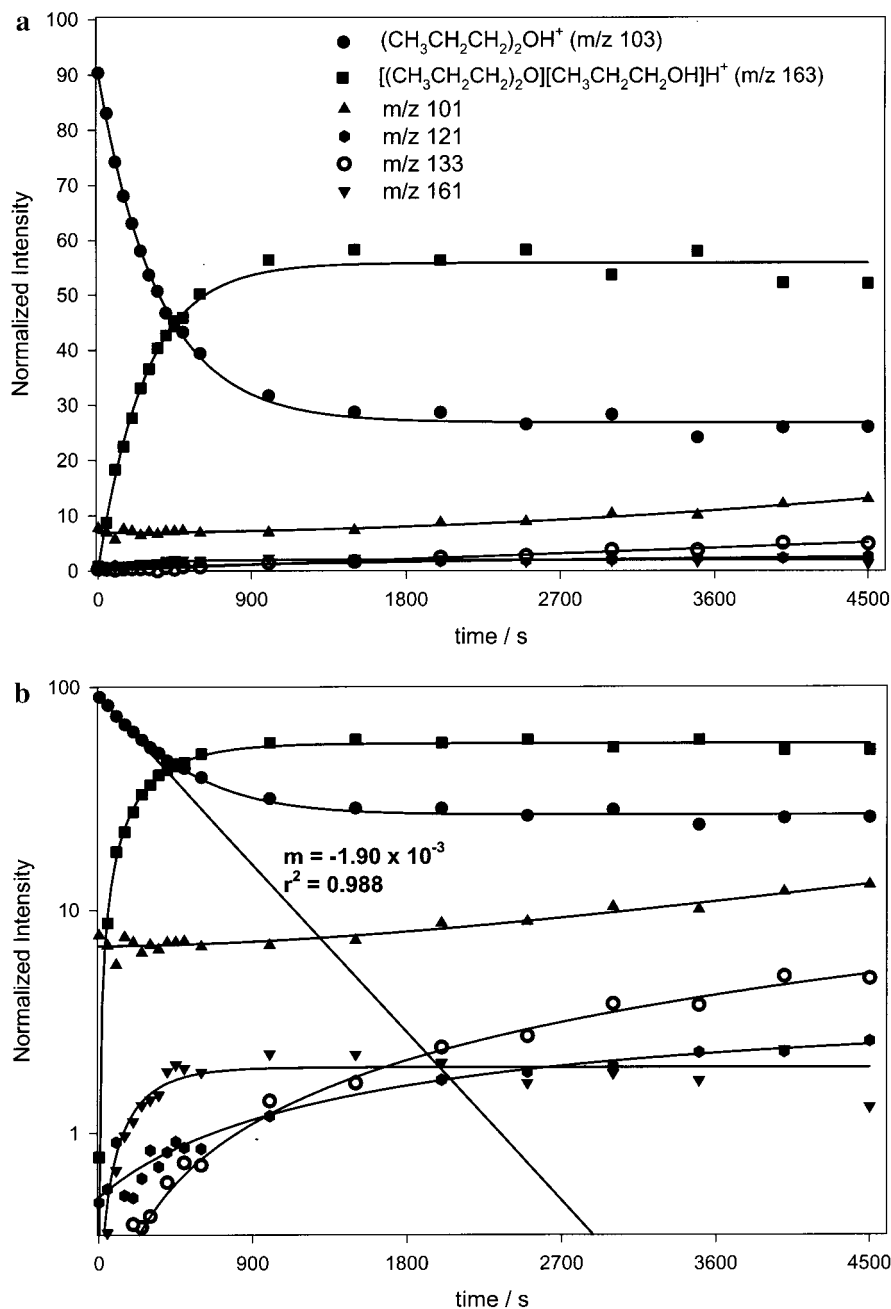 a
(CH₃CH₂CH₂)₂OH⁺ (m/z 103)
[(CH₃CH₂CH₂)₂O][CH₃CH₂CH₂OH]H⁺ (m/z 163)
m/z 101
m/z 121
m/z 133
m/z 161
Normalized Intensity
100
90
80
70
60
50
40
30
20
10
0
0 900 1800 2700 3600 4500
time / s
b
Normalized Intensity
100
10
1
m = -1.90 x 10⁻³
r² = 0.988
0 900 1800 2700 3600 4500
time / s